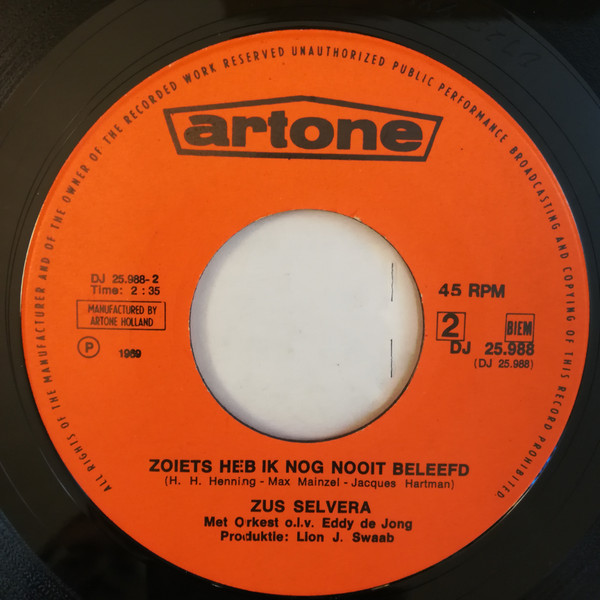 ALL RIGHTS OF THE MANUFACTURER AND OF THE OWNER OF THE RECORDED WORK RESERVED UNAUTHORIZED PUBLIC PERFORMANCE BROADCASTING AND COPYING OF THIS RECORD PROHIBITED
artone
DJ 25.988-2
Time: 2:35
MANUFACTURED BY
ARTONE HOLLAND
P 1969
45 RPM
2 BIEM
DJ 25.988
(DJ 25.988)
ZOIETS HEB IK NOG NOOIT BELEEFD
(H. H. Henning - Max Mainzel - Jacques Hartman)
ZUS SELVERA
Met Orkest o.l.v. Eddy de Jong
Produktie: Lion J. Swaab